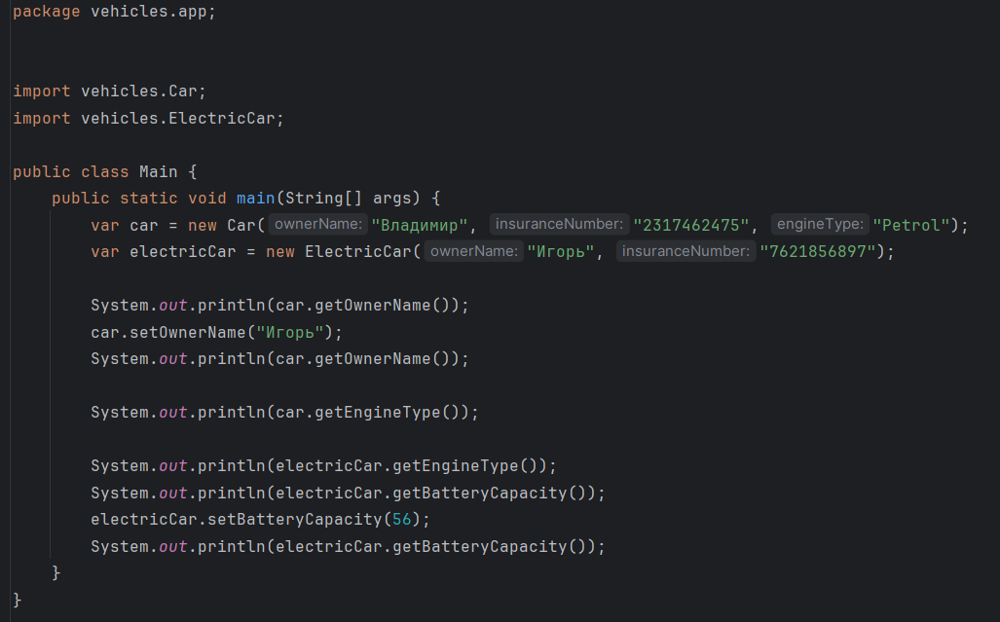 package vehicles.app;
import vehicles.Car;
import vehicles.ElectricCar;
public class Main {
    public static void main(String[] args) {
        var car = new Car( ownerName: "Владимир", insuranceNumber: "2317462475", engineType: "Petrol");
        var electricCar = new ElectricCar( ownerName: "Игорь", insuranceNumber: "7621856897");
        System.out.println(car.getOwnerName());
        car.setOwnerName("Игорь");
        System.out.println(car.getOwnerName());
        System.out.println(car.getEngineType());
        System.out.println(electricCar.getEngineType());
        System.out.println(electricCar.getBatteryCapacity());
        electricCar.setBatteryCapacity(56);
        System.out.println(electricCar.getBatteryCapacity());
    }
}